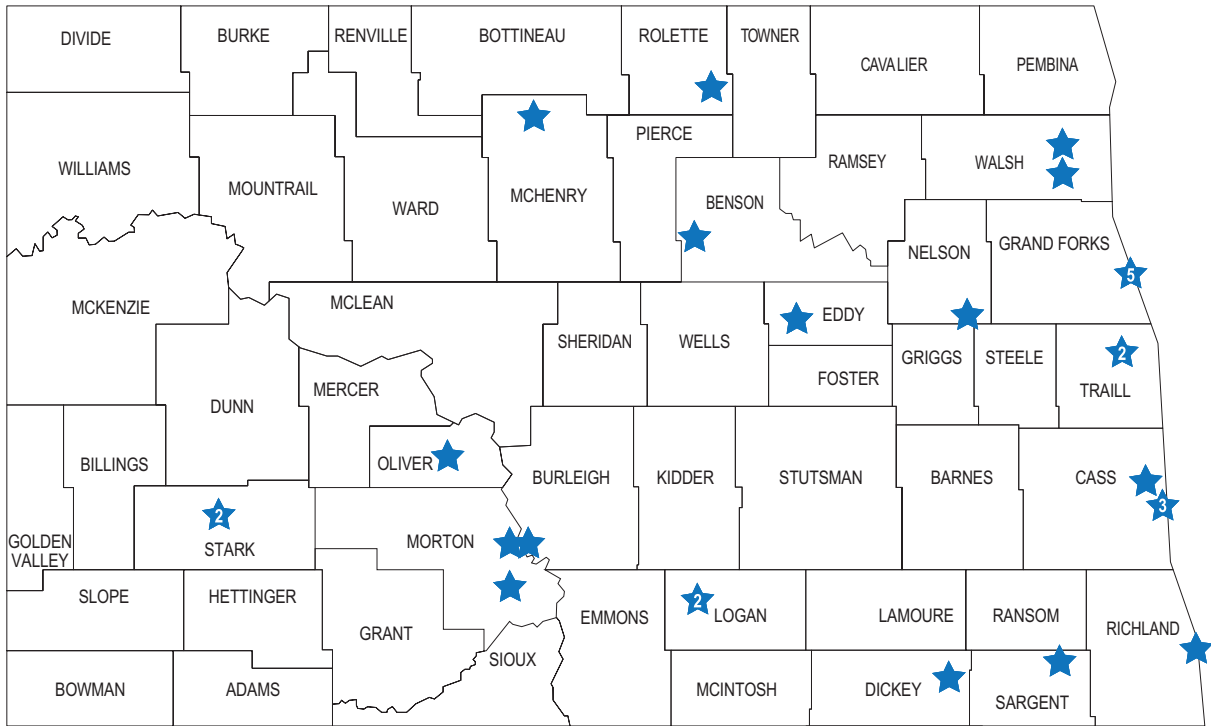 DIVIDE
BURKE
RENVILLE
BOTTINEAU
ROLETTE
TOWNER
CAVALIER
PEMBINA
WILLIAMS
MOUNTRAIL
WARD
MCHENRY
PIERCE
BENSON
RAMSEY
WALSH
NELSON
GRAND FORKS
5
MCKENZIE
MCLEAN
SHERIDAN
WELLS
EDDY
FOSTER
GRIGGS
STEELE
2
TRAILL
DUNN
MERCER
OLIVER
BILLINGS
BURLEIGH
KIDDER
STUTSMAN
BARNES
CASS
3
GOLDEN
VALLEY
2
STARK
MORTON
SLOPE
HETTINGER
GRANT
SIOUX
EMMONS
2
LOGAN
LAMOURE
RANSOM
RICHLAND
BOWMAN
ADAMS
MCINTOSH
DICKEY
SARGENT